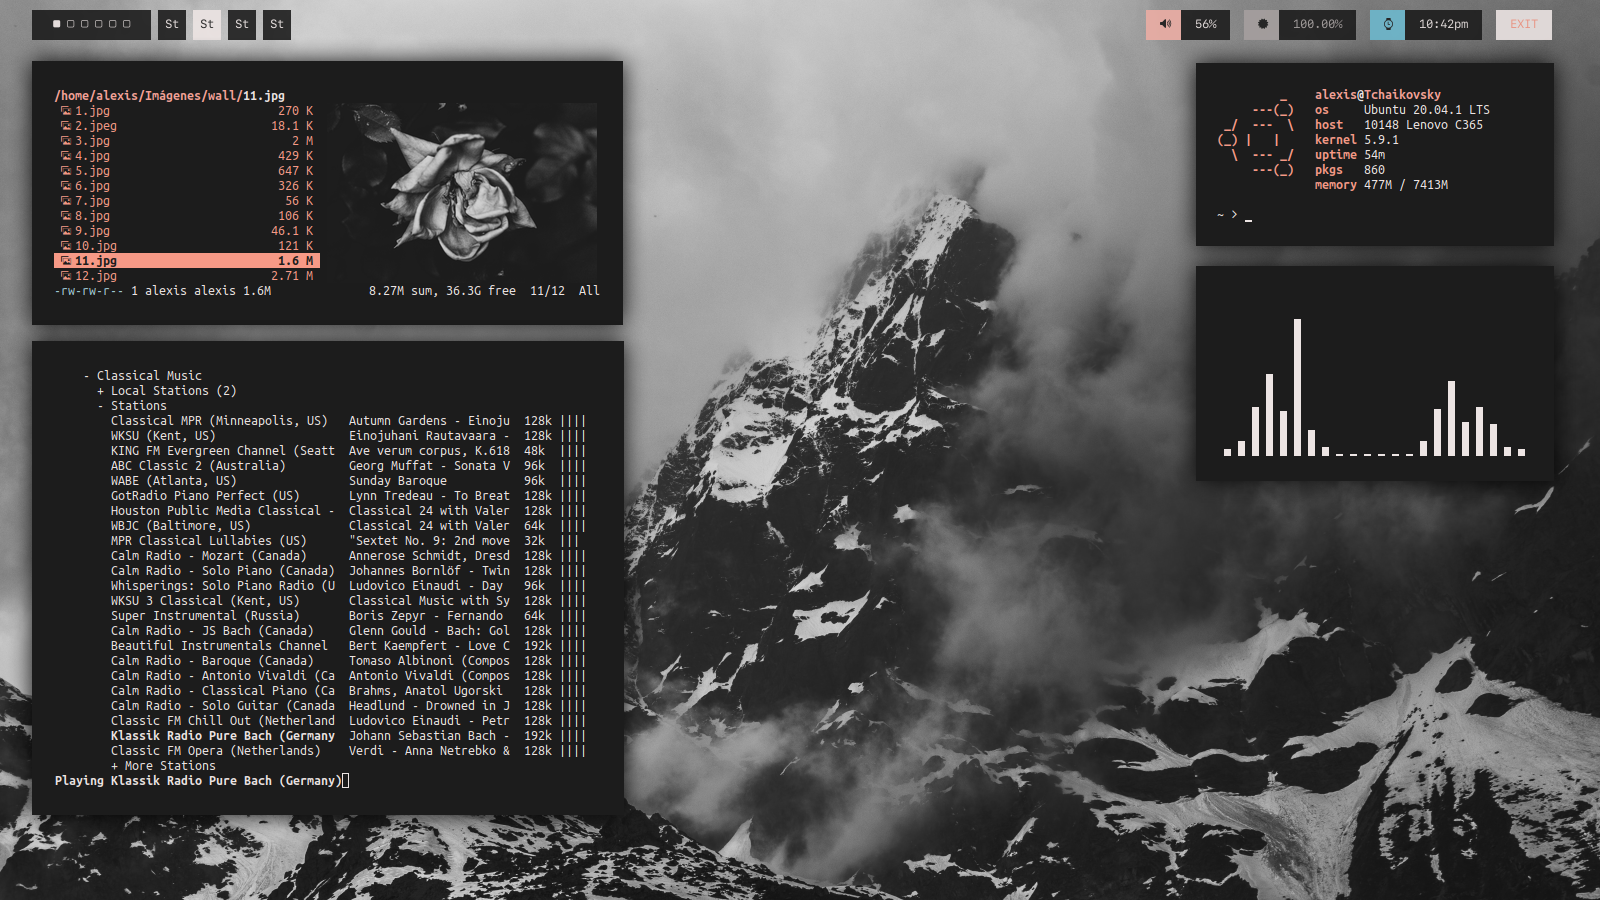 St St St St
56% 100.00% 10:42pm EXIT
/home/alexis/Imágenes/wall/11.jpg
1.jpg 270 K
2.jpeg 18.1 K
3.jpg 2 M
4.jpg 429 K
5.jpg 647 K
6.jpg 326 K
7.jpg 56 K
8.jpg 106 K
9.jpg 46.1 K
10.jpg 121 K
11.jpg 1.6 M
12.jpg 2.71 M
-rw-rw-r-- 1 alexis alexis 1.6M 8.27M sum, 36.3G free 11/12 All
- Classical Music
+ Local Stations (2)
- Stations
Classical MPR (Minneapolis, US) Autumn Gardens - Einoju 128k ||||
WKSU (Kent, US) Einojuhani Rautavaara - 128k ||||
KING FM Evergreen Channel (Seatt Ave verum corpus, K.618 48k ||||
ABC Classic 2 (Australia) Georg Muffat - Sonata V 96k ||||
WABE (Atlanta, US) Sunday Baroque 96k ||||
GotRadio Piano Perfect (US) Lynn Tredeau - To Breat 128k ||||
Houston Public Media Classical - Classical 24 with Valer 128k ||||
WBJC (Baltimore, US) Classical 24 with Valer 64k ||||
MPR Classical Lullabies (US) "Sextet No. 9: 2nd move 32k |||
Calm Radio - Mozart (Canada) Annerose Schmidt, Dresd 128k ||||
Calm Radio - Solo Piano (Canada) Johannes Bornlöf - Twin 128k ||||
Whisperings: Solo Piano Radio (U Ludovico Einaudi - Day 96k ||||
WKSU 3 Classical (Kent, US) Classical Music with Sy 128k ||||
Super Instrumental (Russia) Boris Zepyr - Fernando 64k ||||
Calm Radio - JS Bach (Canada) Glenn Gould - Bach: Gol 128k ||||
Beautiful Instrumentals Channel Bert Kaempfert - Love C 192k ||||
Calm Radio - Baroque (Canada) Tomaso Albinoni (Compos 128k ||||
Calm Radio - Antonio Vivaldi (Ca Antonio Vivaldi (Compos 128k ||||
Calm Radio - Classical Piano (Ca Brahms, Anatol Ugorski 128k ||||
Calm Radio - Solo Guitar (Canada Headlund - Drowned in J 128k ||||
Classic FM Chill Out (Netherland Ludovico Einaudi - Petr 128k ||||
Klassik Radio Pure Bach (Germany Johann Sebastian Bach - 192k ||||
Classic FM Opera (Netherlands) Verdi - Anna Netrebko & 128k ||||
+ More Stations
Playing Klassik Radio Pure Bach (Germany)
alexis@Tchaikovsky
os Ubuntu 20.04.1 LTS
host 10148 Lenovo C365
kernel 5.9.1
uptime 54m
pkgs 860
memory 477M / 7413M
~ > _